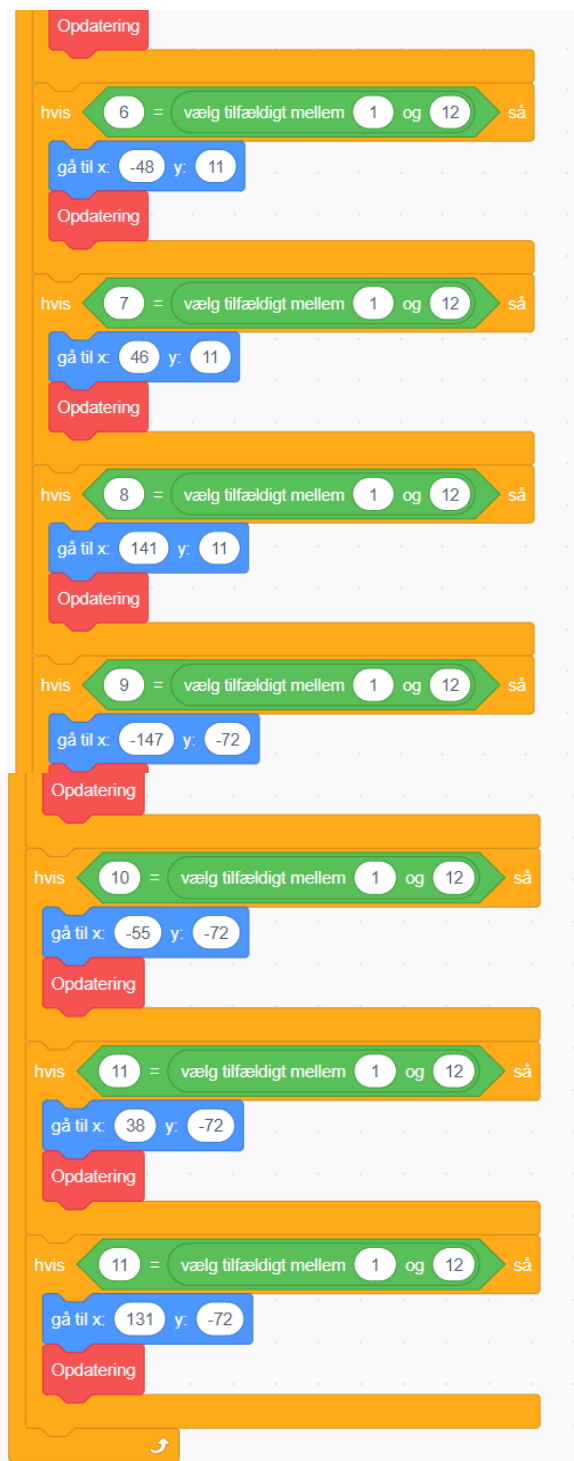 Opdatering
hvis 6 = vælg tilfældigt mellem 1 og 12 så
gå til x: -48 y: 11
Opdatering
hvis 7 = vælg tilfældigt mellem 1 og 12 så
gå til x: 46 y: 11
Opdatering
hvis 8 = vælg tilfældigt mellem 1 og 12 så
gå til x: 141 y: 11
Opdatering
hvis 9 = vælg tilfældigt mellem 1 og 12 så
gå til x: -147 y: -72
Opdatering
hvis 10 = vælg tilfældigt mellem 1 og 12 så
gå til x: -55 y: -72
Opdatering
hvis 11 = vælg tilfældigt mellem 1 og 12 så
gå til x: 38 y: -72
Opdatering
hvis 11 = vælg tilfældigt mellem 1 og 12 så
gå til x: 131 y: -72
Opdatering